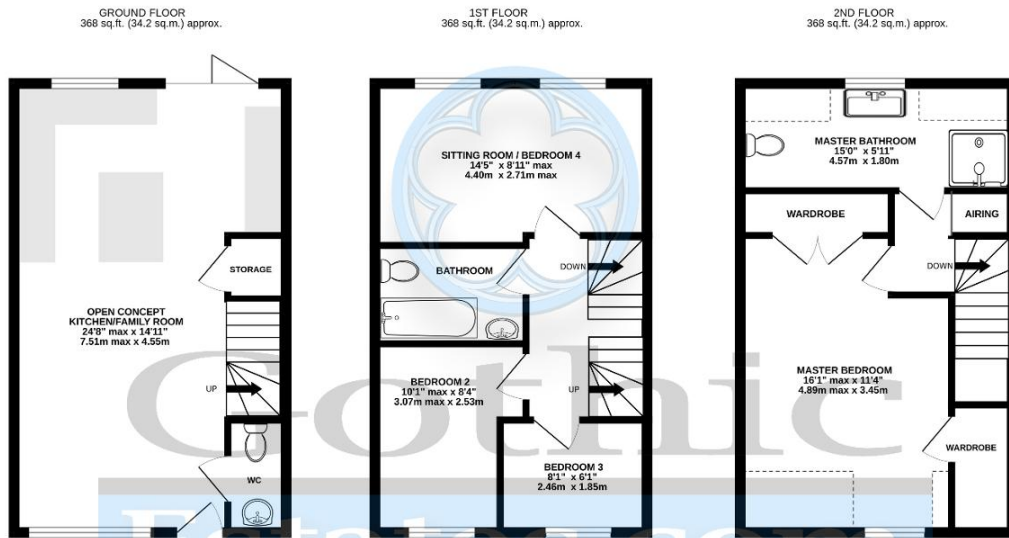 GROUND FLOOR
368 sq.ft. (34.2 sq.m.) approx.
1ST FLOOR
368 sq.ft. (34.2 sq.m.) approx.
2ND FLOOR
368 sq.ft. (34.2 sq.m.) approx.
STORAGE
OPEN CONCEPT
KITCHEN/FAMILY ROOM
24'8" max x 14'11"
7.51m max x 4.55m
UP
WC
SITTING ROOM / BEDROOM 4
14'5" x 8'11" max
4.40m x 2.71m max
BATHROOM
DOWN
BEDROOM 2
10'1" max x 8'4"
3.07m max x 2.53m
UP
BEDROOM 3
8'1" x 6'1"
2.46m x 1.85m
MASTER BATHROOM
15'0" x 5'11"
4.57m x 1.80m
WARDROBE
AIRING
DOWN
MASTER BEDROOM
16'1" max x 11'4"
4.89m max x 3.45m
WARDROBE
Gothic
Estates.com